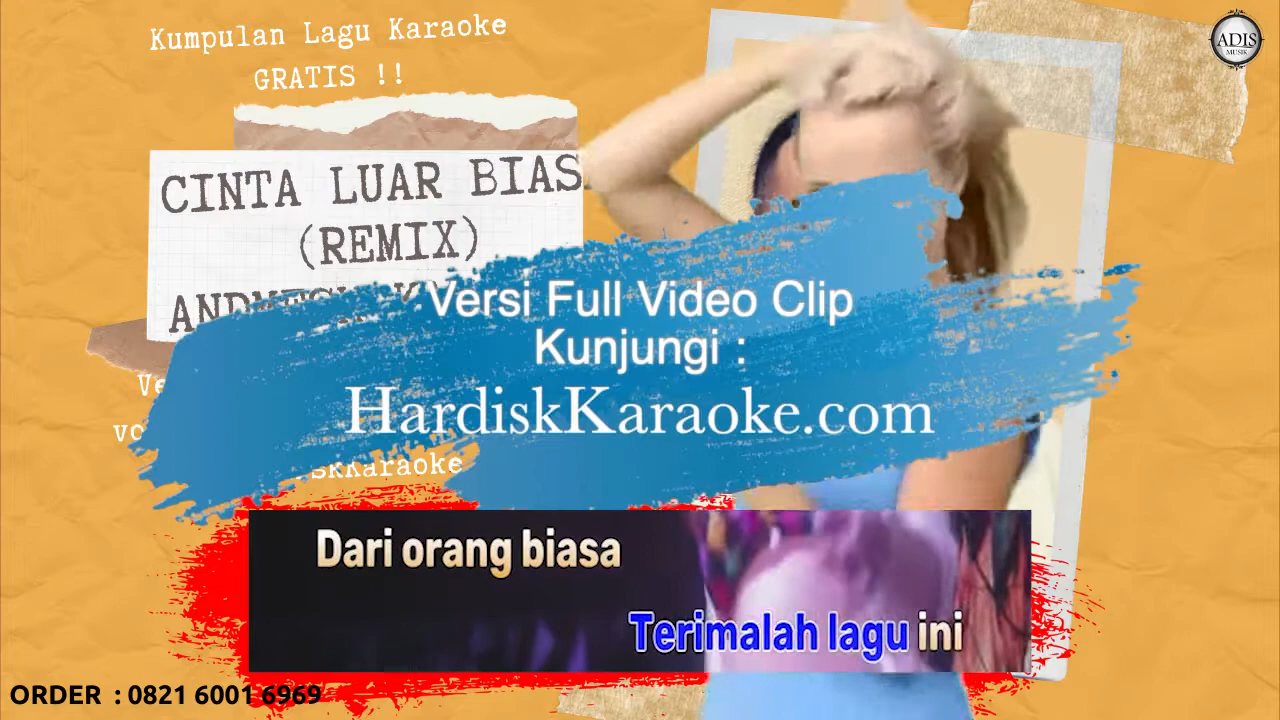 Kumpulan Lagu Karaoke
GRATIS !!
ADIS
MUSIK
CINTA LUAR BIAS
(REMIX)
Versi Full Video Clip
Kunjungi :
HardiskKaraoke.com
Dari orang biasa
Terimalah lagu ini
ORDER : 0821 6001 6969